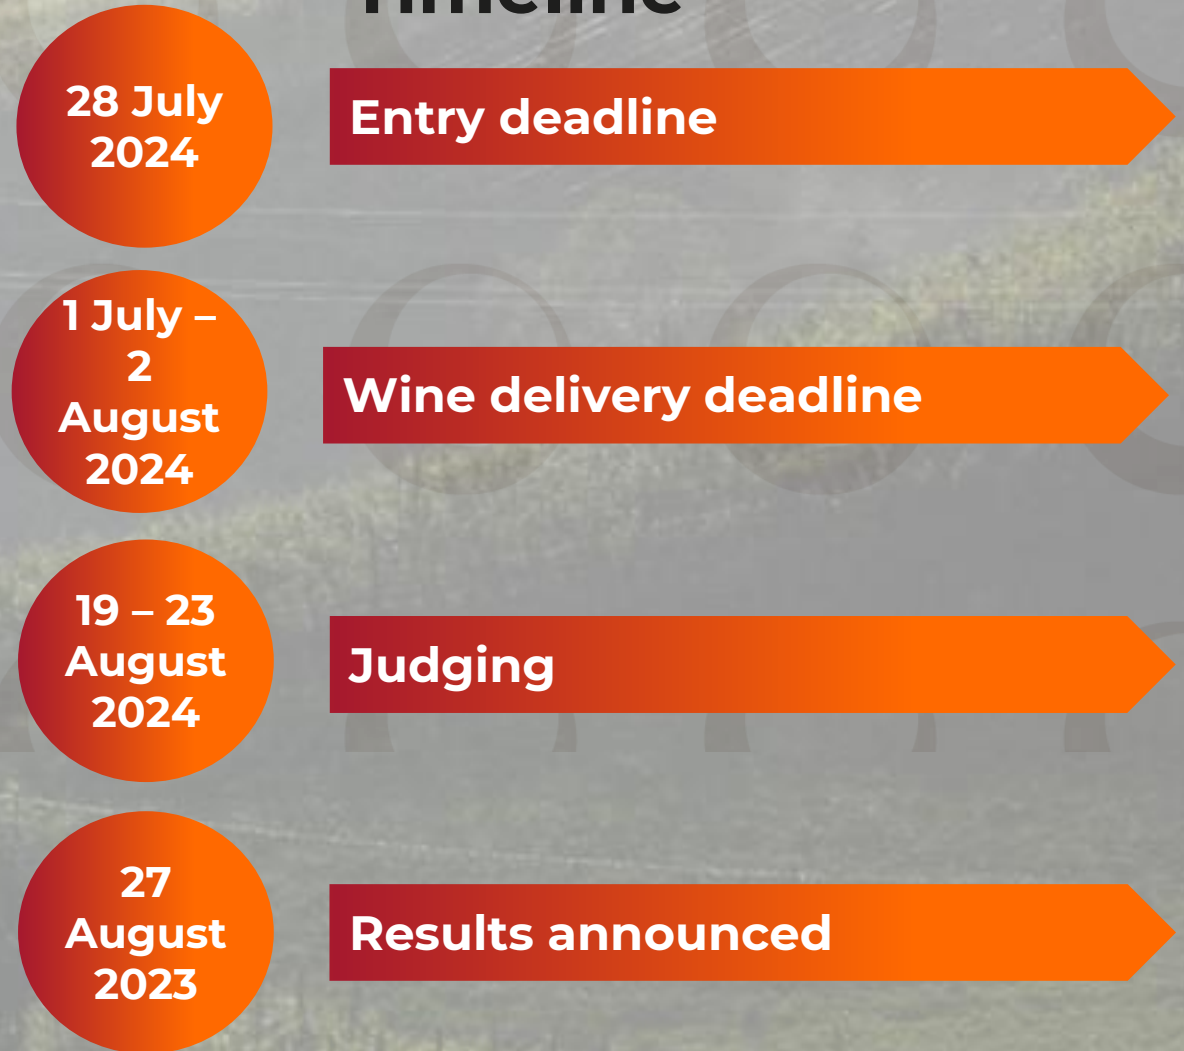 Timeline
28 July
2024
Entry deadline
1 July –
2
August
2024
Wine delivery deadline
19 – 23
August
2024
Judging
27
August
2023
Results announced